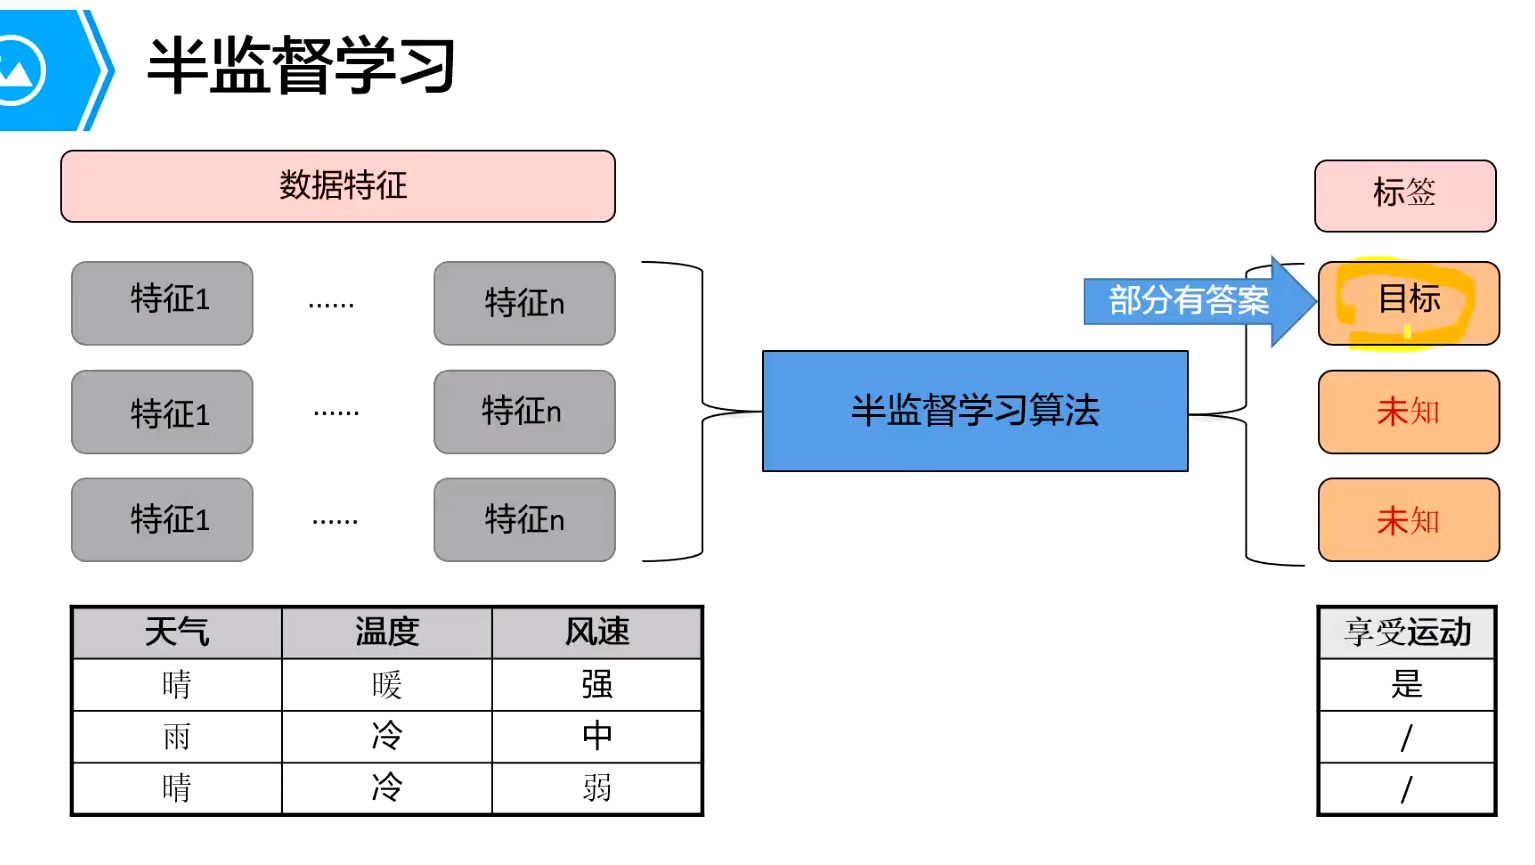 半监督学习
数据特征
标签
特征1 ...... 特征n
部分有答案
目标
特征1 ...... 特征n
半监督学习算法
未知
特征1 ...... 特征n
未知
天气 温度 风速 享受运动
晴 暖 强 是
雨 冷 中 /
晴 冷 弱 /